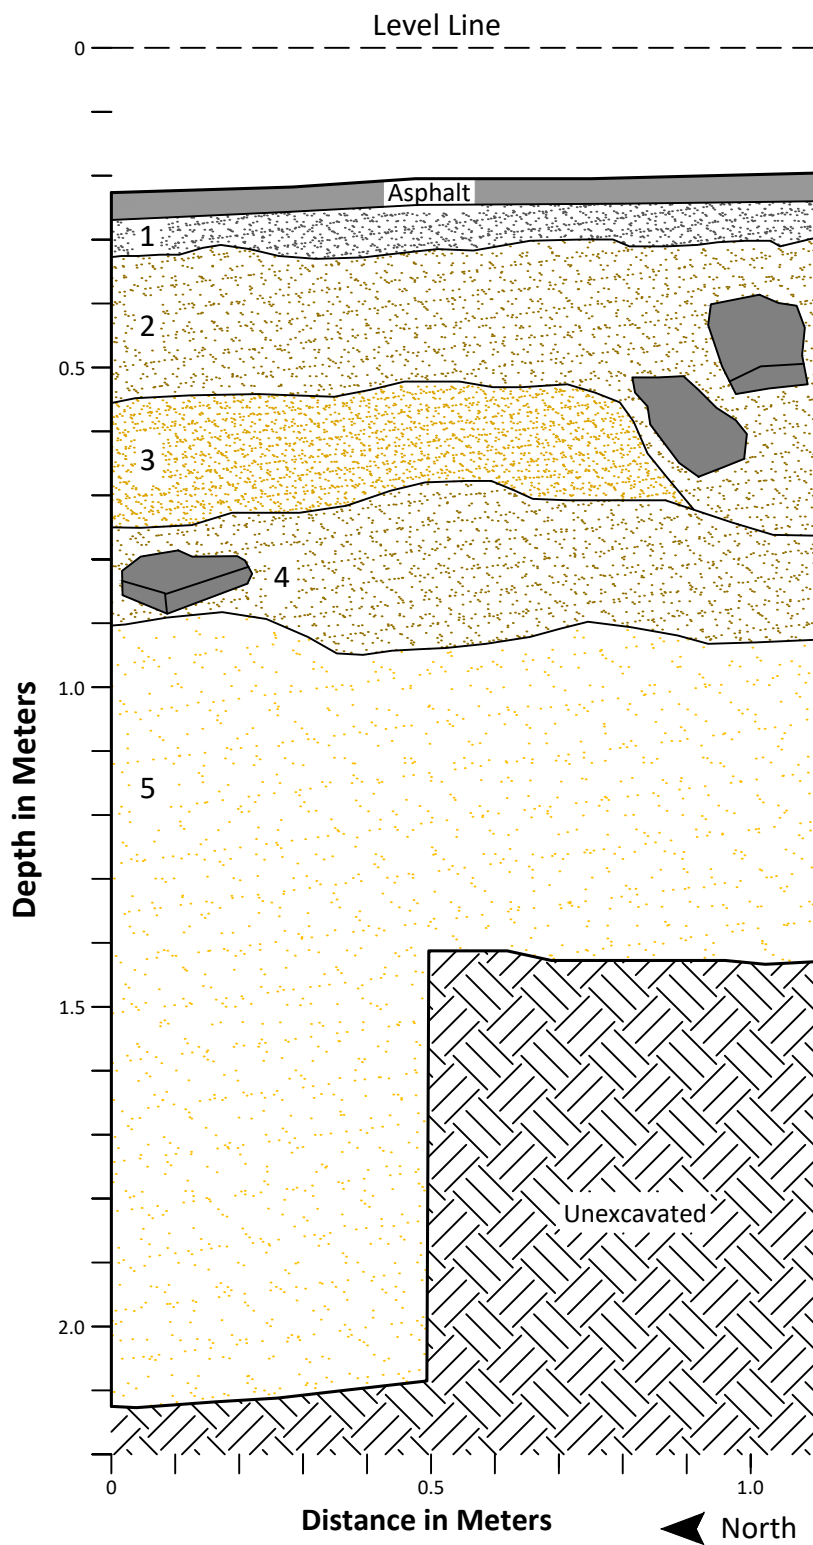 Level Line
0
Asphalt
1
2
0.5
3
4
1.0
5
Depth in Meters
1.5
Unexcavated
2.0
0 0.5 1.0
Distance in Meters
North